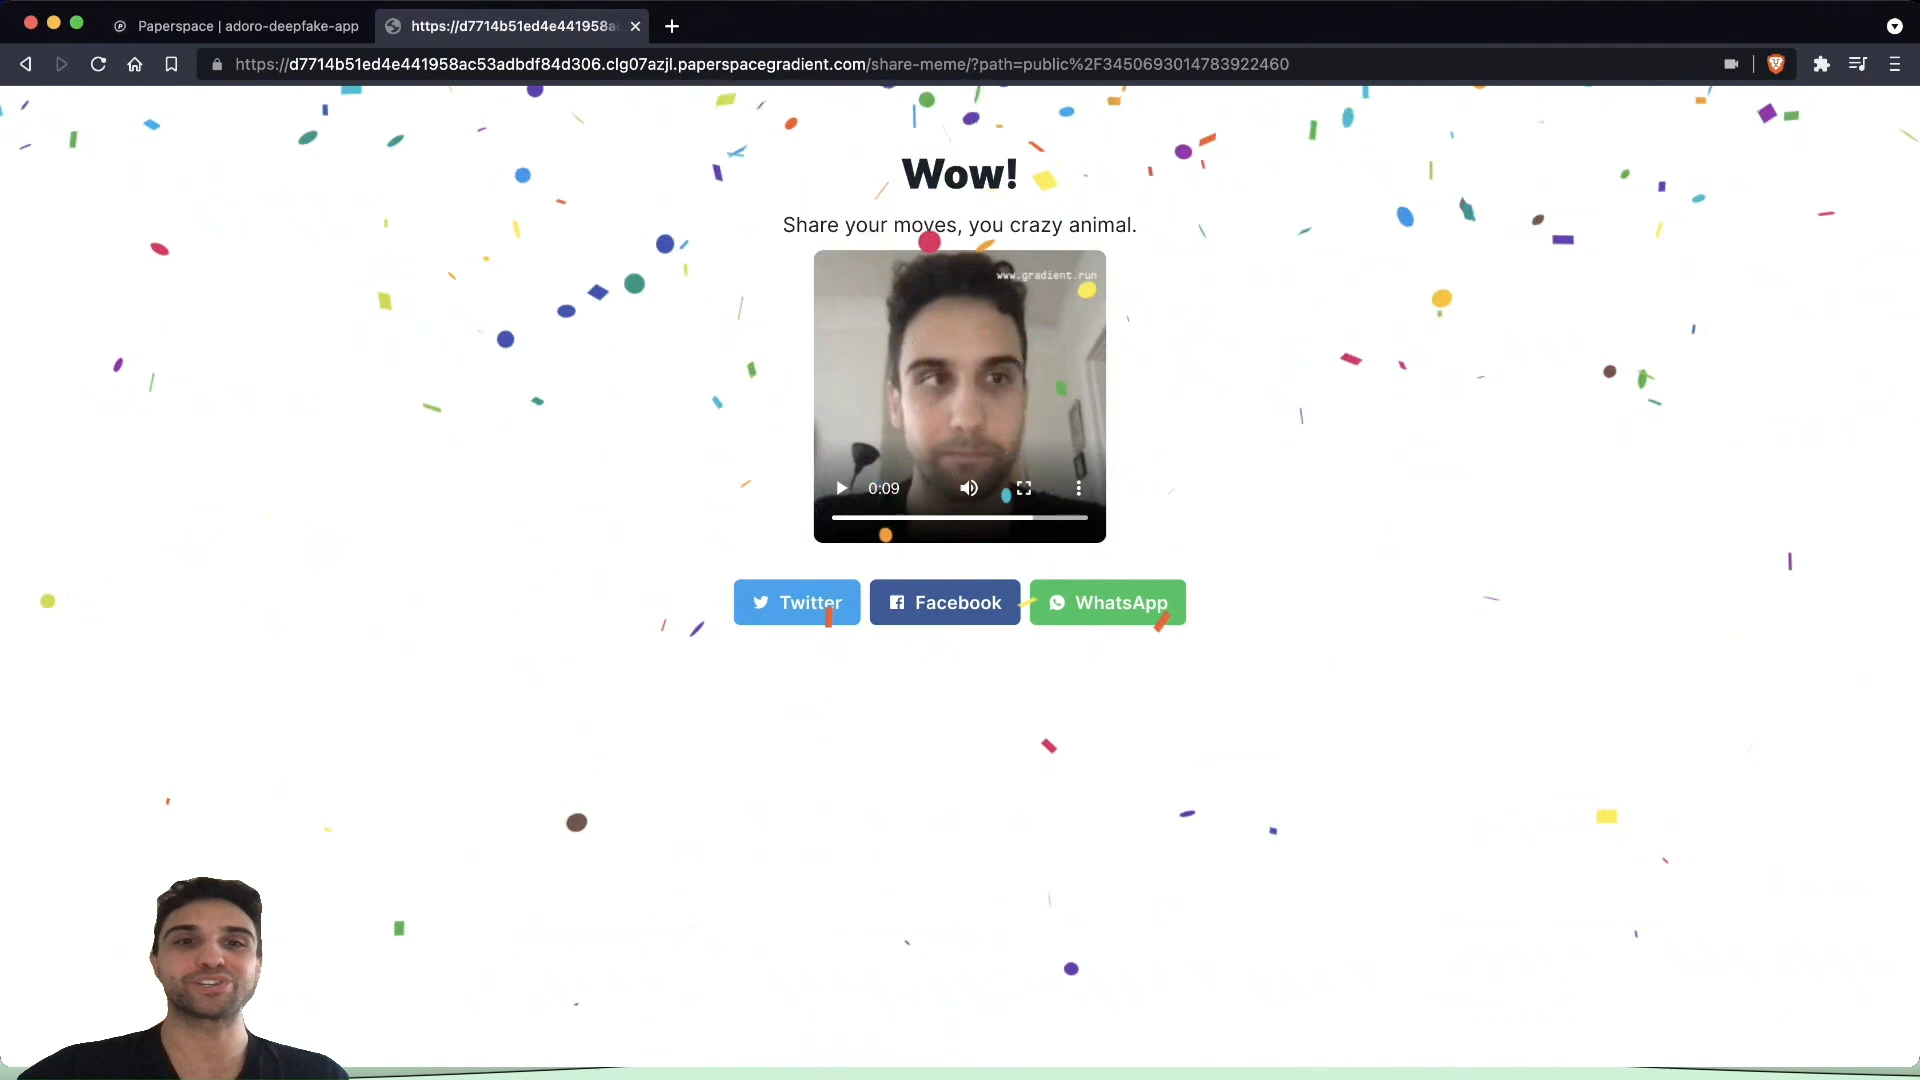 Paperspace | adoro-deepfake-app
https://d7714b51ed4e441958a
https://d7714b51ed4e441958ac53adbdf84d306.clg07azjl.paperspacegradient.com/share-meme/?path=public%2F3450693014783922460
Wow!
Share your moves, you crazy animal.
www.gradient.run
0:09
Twitter
Facebook
WhatsApp